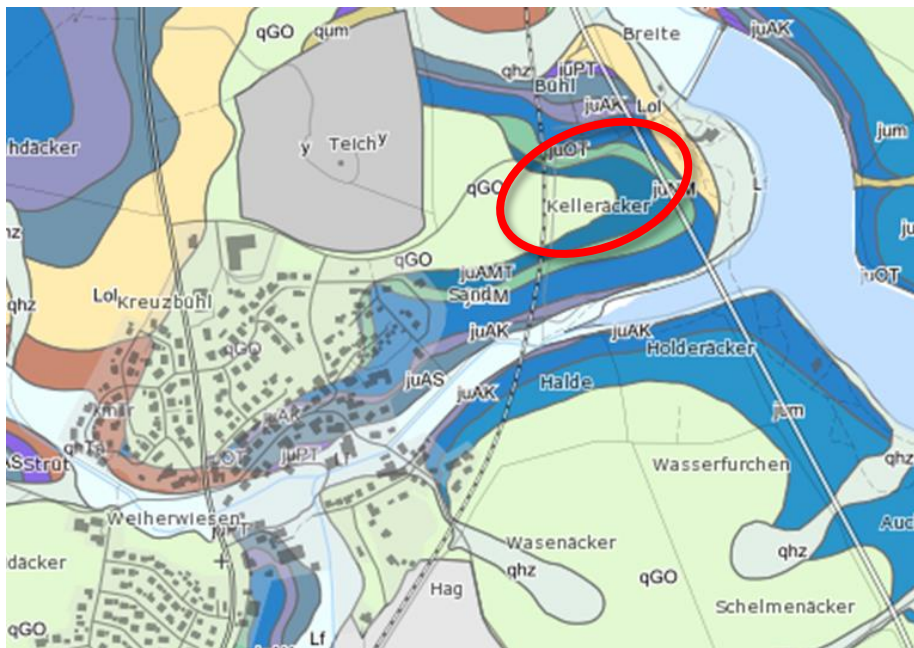 qGO
qum
Breite
juAK
qhz
juPT
Bühl
juAK
Lol
jum
hdäcker
y
Teich
y
juOT
qGO
Kelleräcker
qGO
juAMT
juOT
Sand
hz
qhz
Lol
Kreuzbühl
qGO
juAK
juAK
Holderäcker
juAS
juAK
Halde
jum
Strüt
juPT
Wasserfurchen
qhz
Weiherwiesen
Wasenäcker
qhz
däcker
Hag
qGO
Schelmenäcker
qGO
Lf